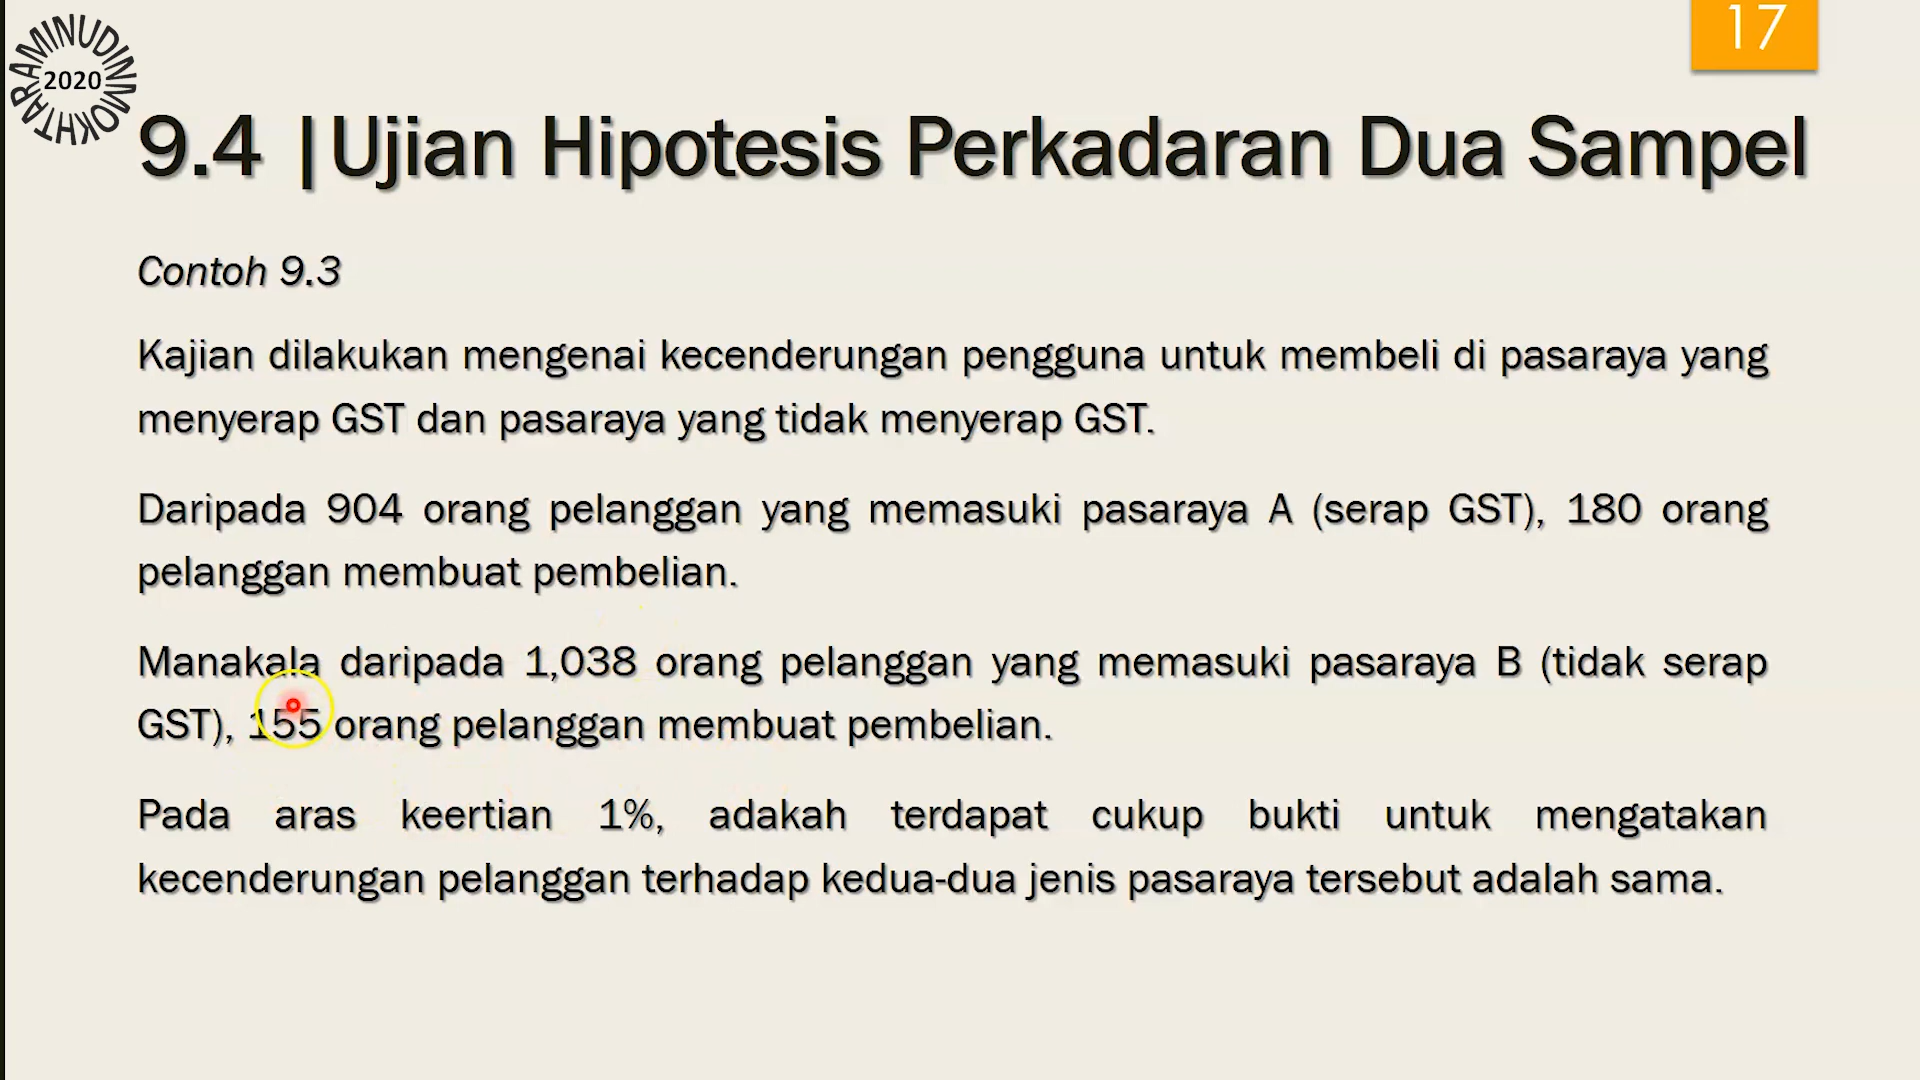 AMINUDIN MOKHTAR
2020
17
9.4 |Ujian Hipotesis Perkadaran Dua Sampel
Contoh 9.3
Kajian dilakukan mengenai kecenderungan pengguna untuk membeli di pasaraya yang
menyerap GST dan pasaraya yang tidak menyerap GST.
Daripada 904 orang pelanggan yang memasuki pasaraya A (serap GST), 180 orang
pelanggan membuat pembelian.
Manakala daripada 1,038 orang pelanggan yang memasuki pasaraya B (tidak serap
GST), 155 orang pelanggan membuat pembelian.
Pada aras keertian 1%, adakah terdapat cukup bukti untuk mengatakan
kecenderungan pelanggan terhadap kedua-dua jenis pasaraya tersebut adalah sama.